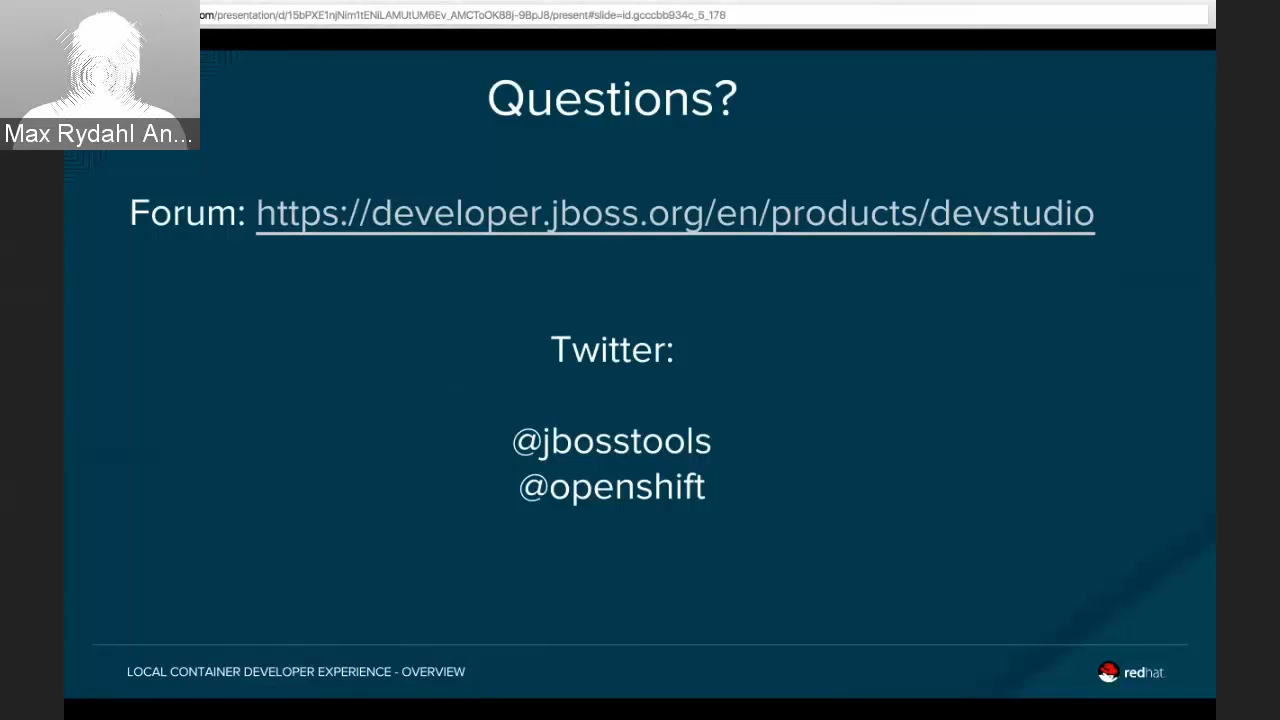 om/presentation/d/15bPXE1njNim1tENiLAMUtUM6Ev_AMCToOK88j-9BpJ8/present#slide=id.gcccbb934c_5_178
Max Rydahl An...
Questions?
Forum: https://developer.jboss.org/en/products/devstudio
Twitter:
@jbosstools
@openshift
LOCAL CONTAINER DEVELOPER EXPERIENCE - OVERVIEW
redhat.